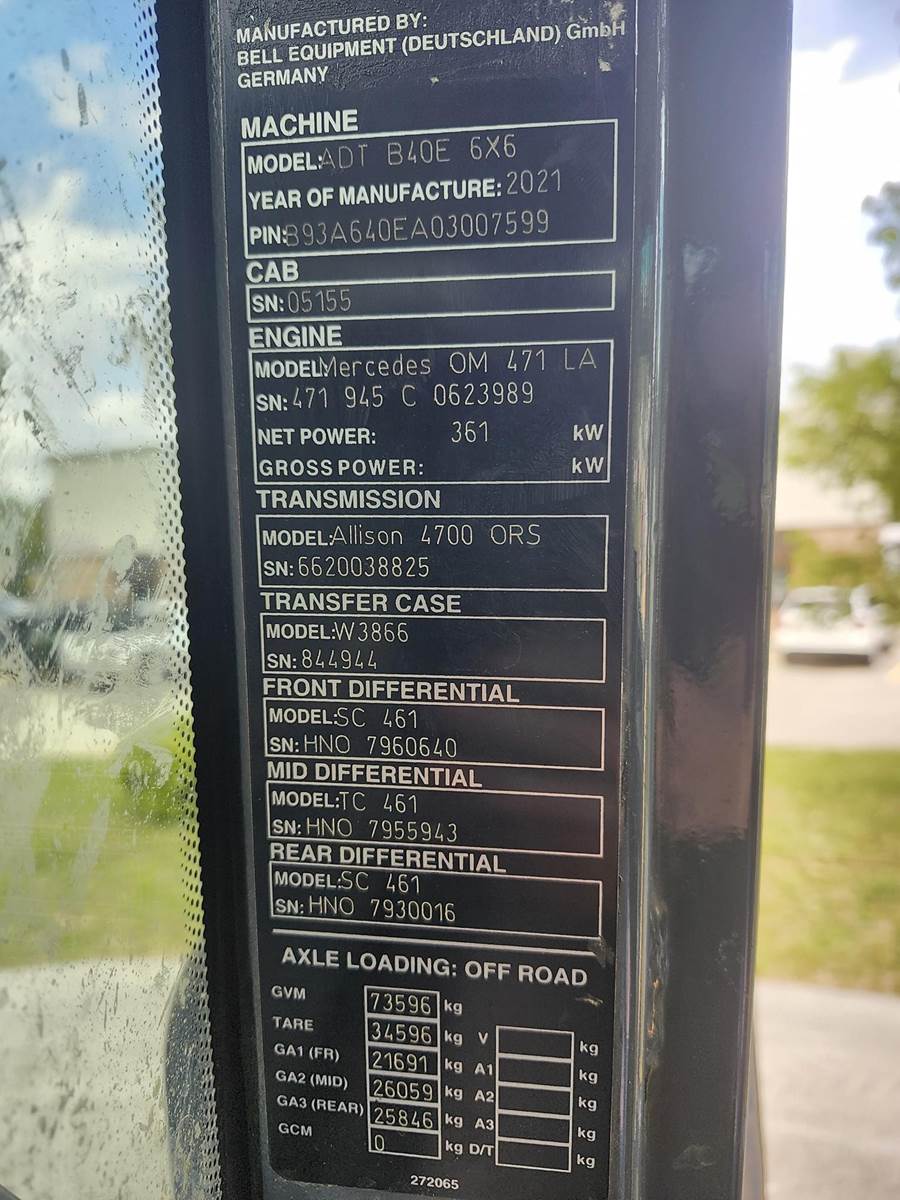 MANUFACTURED BY:
BELL EQUIPMENT (DEUTSCHLAND) GmbH
GERMANY
MACHINE
MODEL:ADT B40E 6X6
YEAR OF MANUFACTURE: 2021
PIN:B93A640EA03007599
CAB
SN: 05155
ENGINE
MODEL:Mercedes OM 471 LA
SN: 471 945 C 0623989
NET POWER: 361 kW
GROSS POWER: kW
TRANSMISSION
MODEL:Allison 4700 ORS
SN: 6620038825
TRANSFER CASE
MODEL:W3866
SN: 844944
FRONT DIFFERENTIAL
MODEL:SC 461
SN: HNO 7960640
MID DIFFERENTIAL
MODEL:TC 461
SN: HNO 7955943
REAR DIFFERENTIAL
MODEL:SC 461
SN: HNO 7930016
AXLE LOADING: OFF ROAD
GVM 73596 kg
TARE 34596 kg V kg
GA1 (FR) 21691 kg A1 kg
GA2 (MID) 26059 kg A2 kg
GA3 (REAR) 25846 kg A3 kg
GCM 0 kg D/T kg
272065